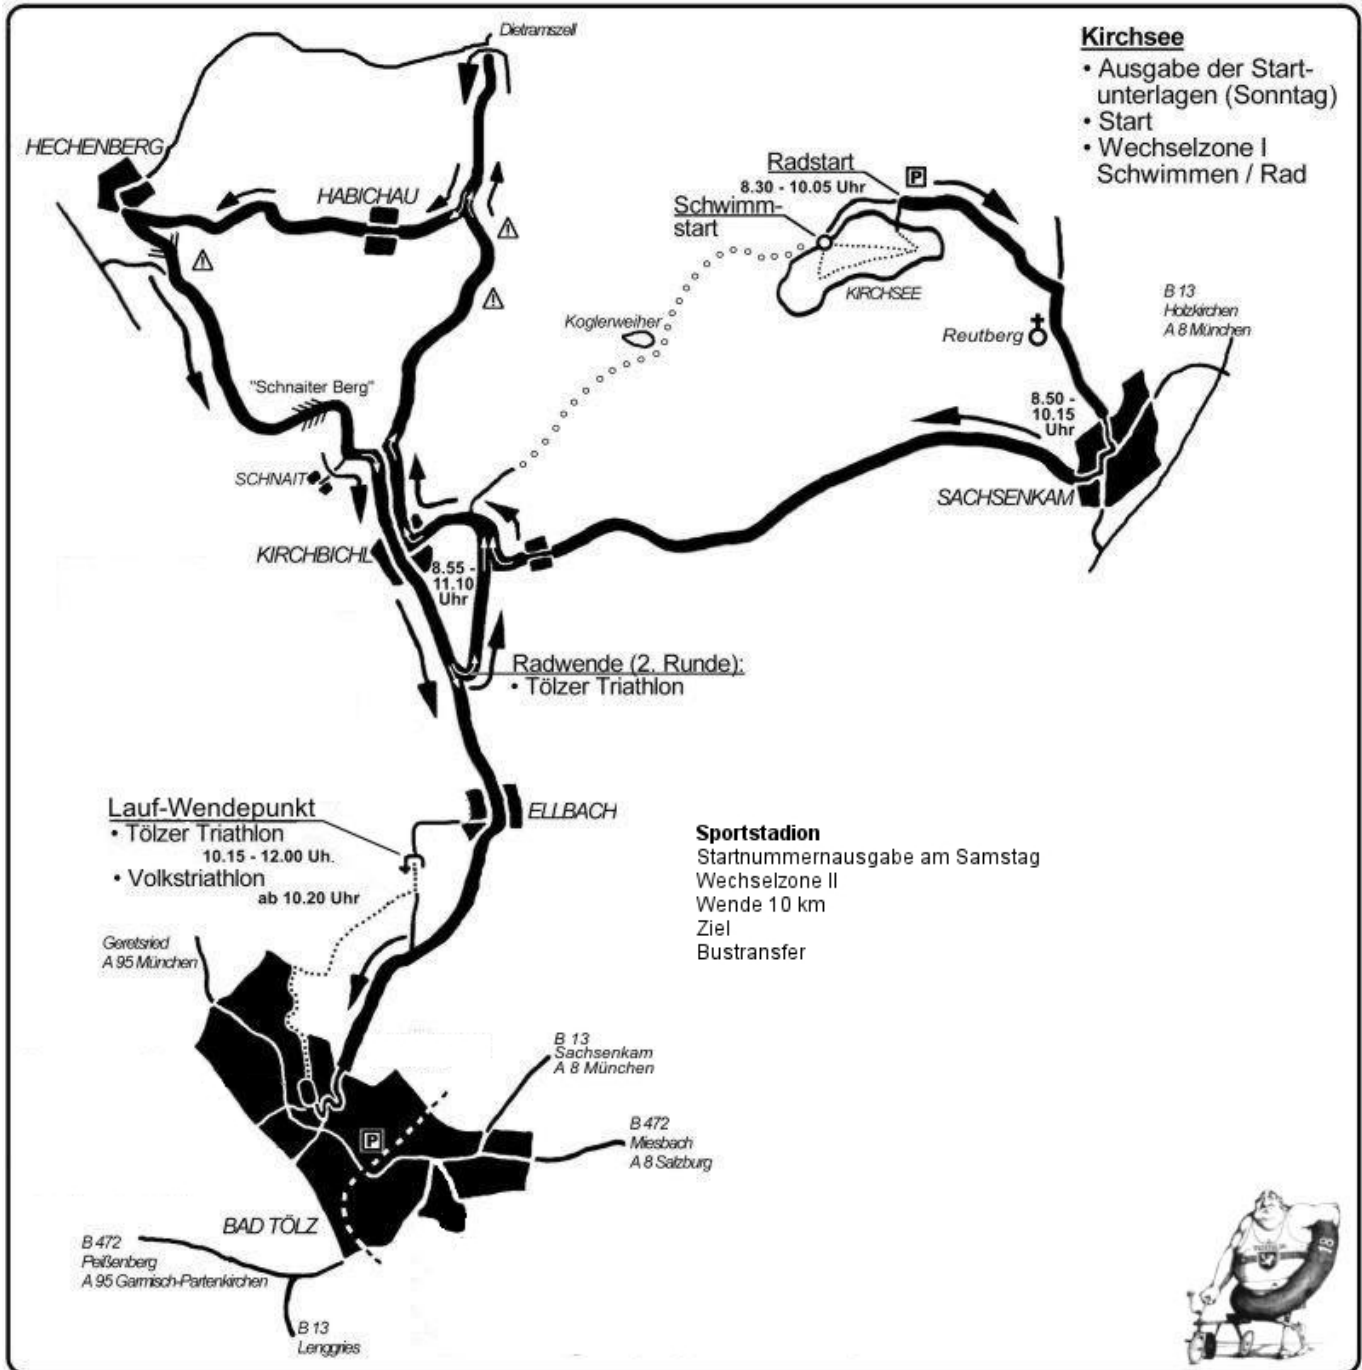 Dietramszell
Kirchsee
• Ausgabe der Start-
unterlagen (Sonntag)
• Start
• Wechselzone I
Schwimmen / Rad
HECHENBERG
HABICHAU
Radstart
P
8.30 - 10.05 Uhr
Schwimm-
start
KIRCHSEE
Koglerweiher
Reutberg
B 13
Holzkirchen
A 8 München
"Schnaiter Berg"
8.50 -
10.15
Uhr
SCHNAIT
SACHSENKAM
KIRCHBICHL
8.55 -
11.10
Uhr
Radwende (2. Runde):
• Tölzer Triathlon
Lauf-Wendepunkt
• Tölzer Triathlon
10.15 - 12.00 Uh.
• Volkstriathlon
ab 10.20 Uhr
ELLBACH
Sportstadion
Startnummernausgabe am Samstag
Wechselzone II
Wende 10 km
Ziel
Bustransfer
Geretsried
A 95 München
B 13
Sachsenkam
A 8 München
B 472
Miesbach
A 8 Salzburg
P
BAD TÖLZ
B 472
Peißenberg
A 95 Garmisch-Partenkirchen
B 13
Lenggries
18